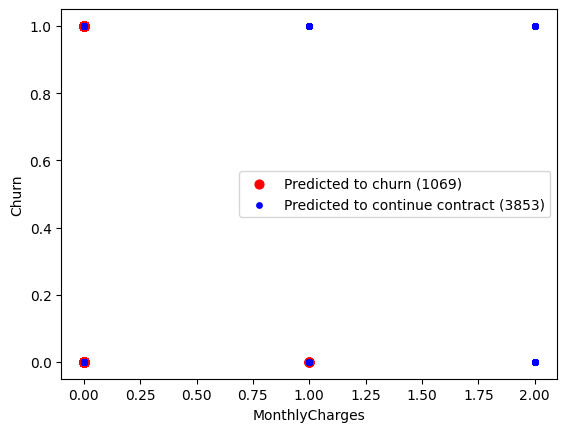 1.0
0.8
0.6
0.4
0.2
0.0
Churn
Predicted to churn (1069)
Predicted to continue contract (3853)
0.00 0.25 0.50 0.75 1.00 1.25 1.50 1.75 2.00
MonthlyCharges